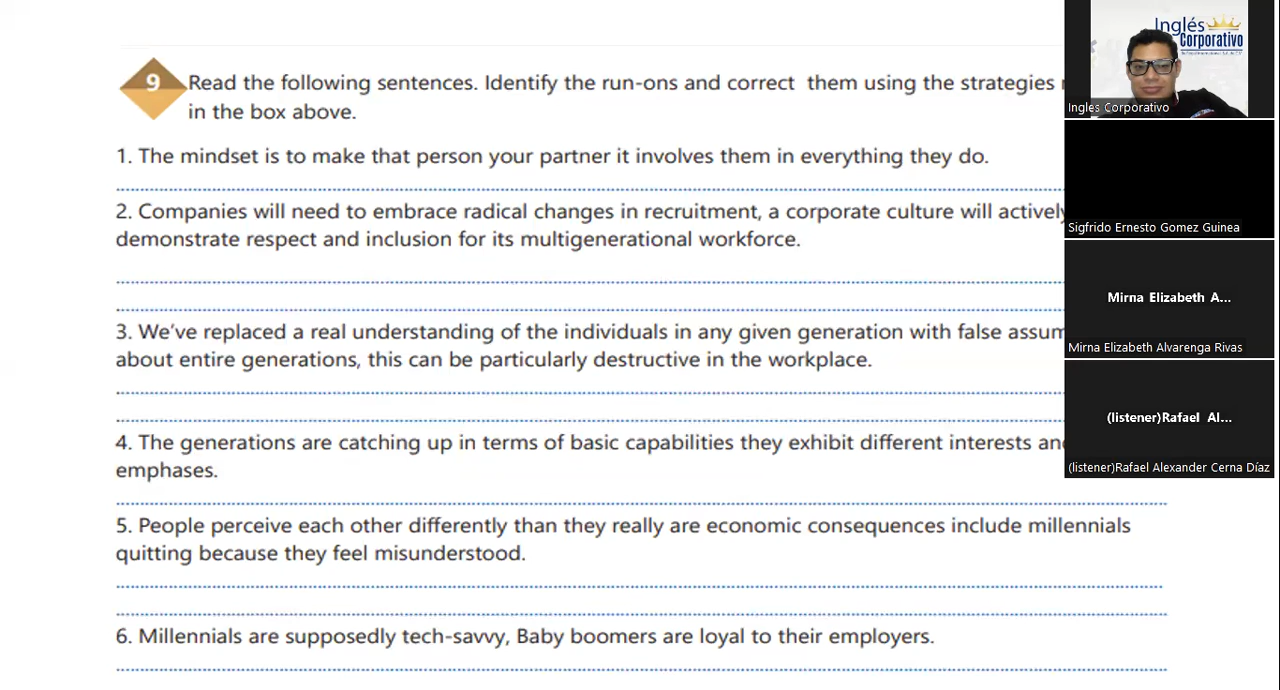 9
Read the following sentences. Identify the run-ons and correct them using the strategies
in the box above.
1. The mindset is to make that person your partner it involves them in everything they do.
2. Companies will need to embrace radical changes in recruitment, a corporate culture will actively
demonstrate respect and inclusion for its multigenerational workforce.
3. We've replaced a real understanding of the individuals in any given generation with false
about entire generations, this can be particularly destructive in the workplace.
4. The generations are catching up in terms of basic capabilities they exhibit different interests and
emphases.
5. People perceive each other differently than they really are economic consequences include millennials
quitting because they feel misunderstood.
6. Millennials are supposedly tech-savvy, Baby boomers are loyal to their employers.
Inglés
Corporativo
Ingles Corporativo
Sigfrido Ernesto Gomez Guinea
Mirna Elizabeth A...
Mirna Elizabeth Alvarenga Rivas
(listener)Rafael Al...
(listener)Rafael Alexander Cerna Díaz